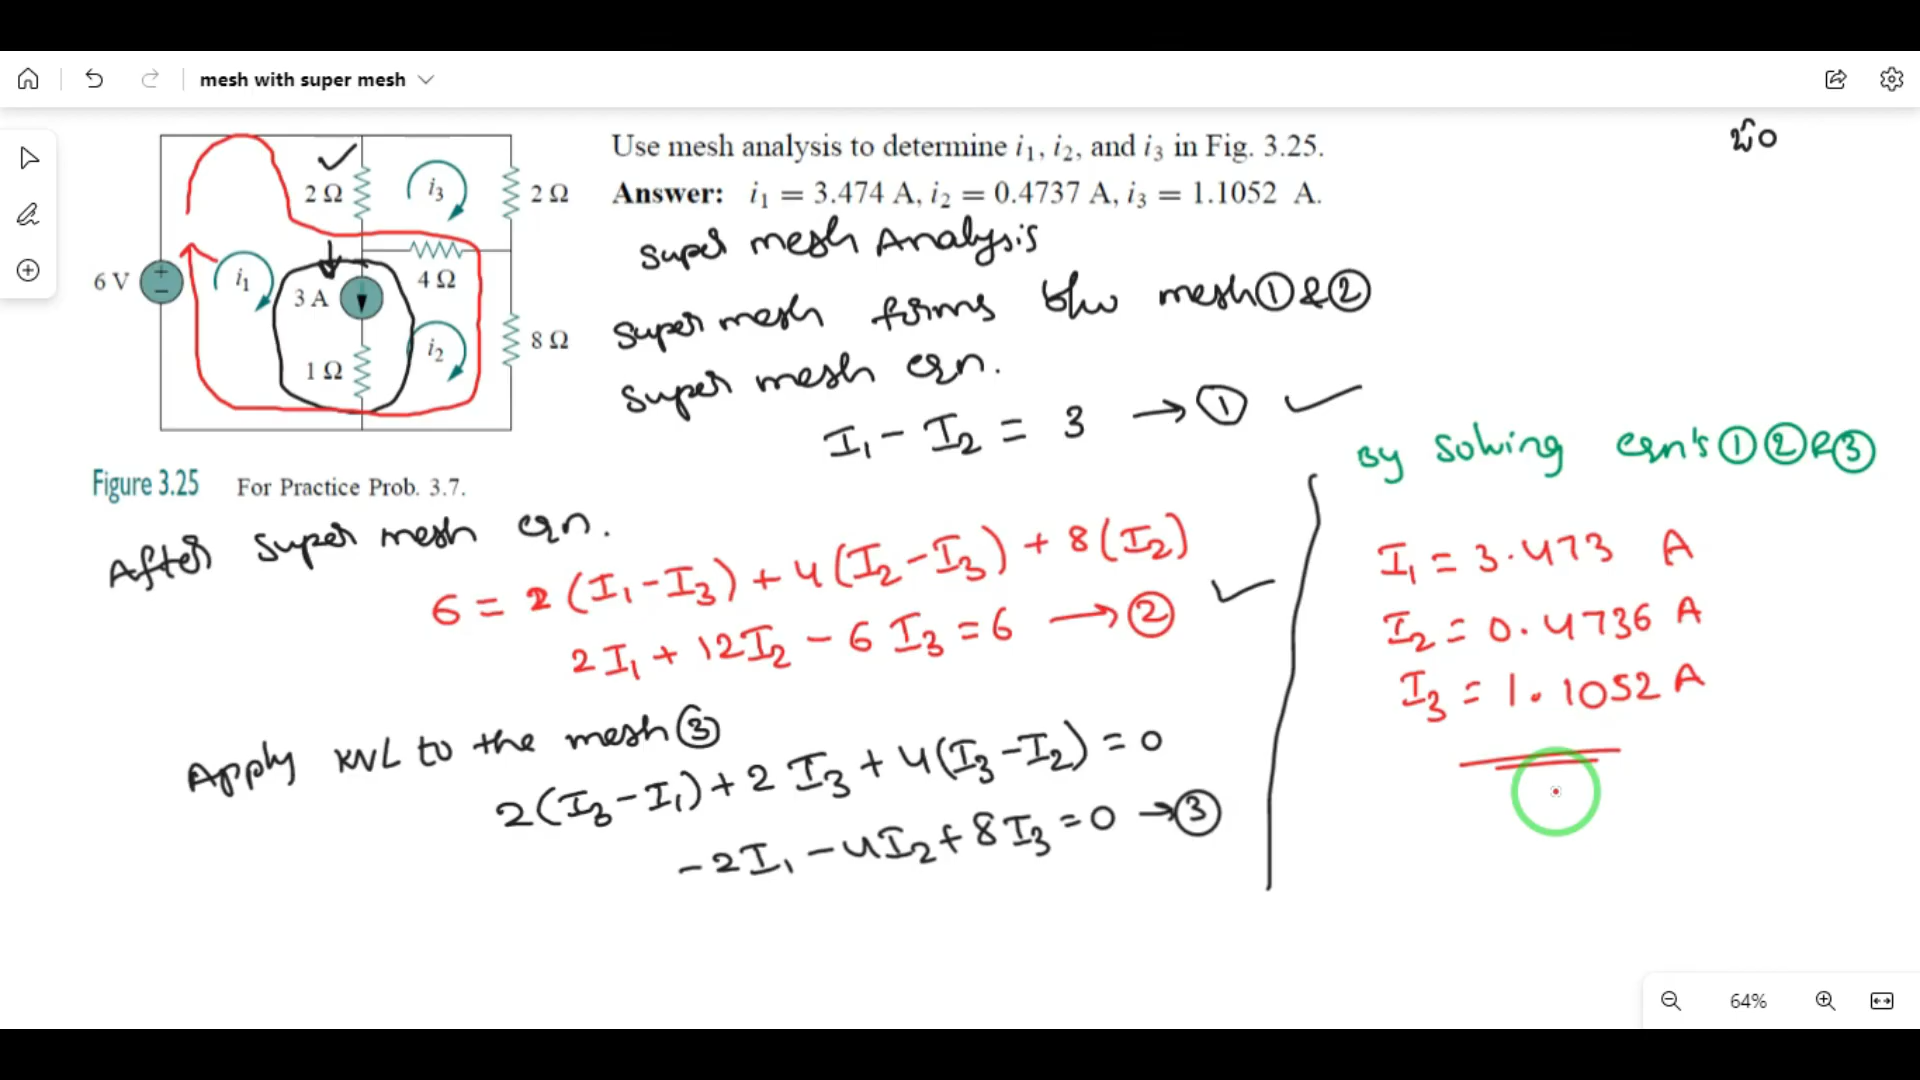 mesh with super mesh
Use mesh analysis to determine i₁, i₂, and i₃ in Fig. 3.25.
Answer: i₁ = 3.474 A, i₂ = 0.4737 A, i₃ = 1.1052 A.
2 Ω
i₃
2 Ω
6 V
+
−
i₁
3 A
4 Ω
1 Ω
i₂
8 Ω
Figure 3.25 For Practice Prob. 3.7.
Super mesh Analysis
Super mesh forms b/w mesh ① & ②
Super mesh eqn.
I₁ − I₂ = 3 → ①
After super mesh eqn.
6 = 2 (I₁ − I₃) + 4 (I₂ − I₃) + 8 (I₂)
2I₁ + 12I₂ − 6 I₃ = 6 → ②
Apply KVL to the mesh ③
2(I₃ − I₁) + 2 I₃ + 4(I₃ − I₂) = 0
−2I₁ − 4I₂ + 8I₃ = 0 → ③
By Solving eqn's ① ② & ③
I₁ = 3.473 A
I₂ = 0.4736 A
I₃ = 1.1052 A
64%